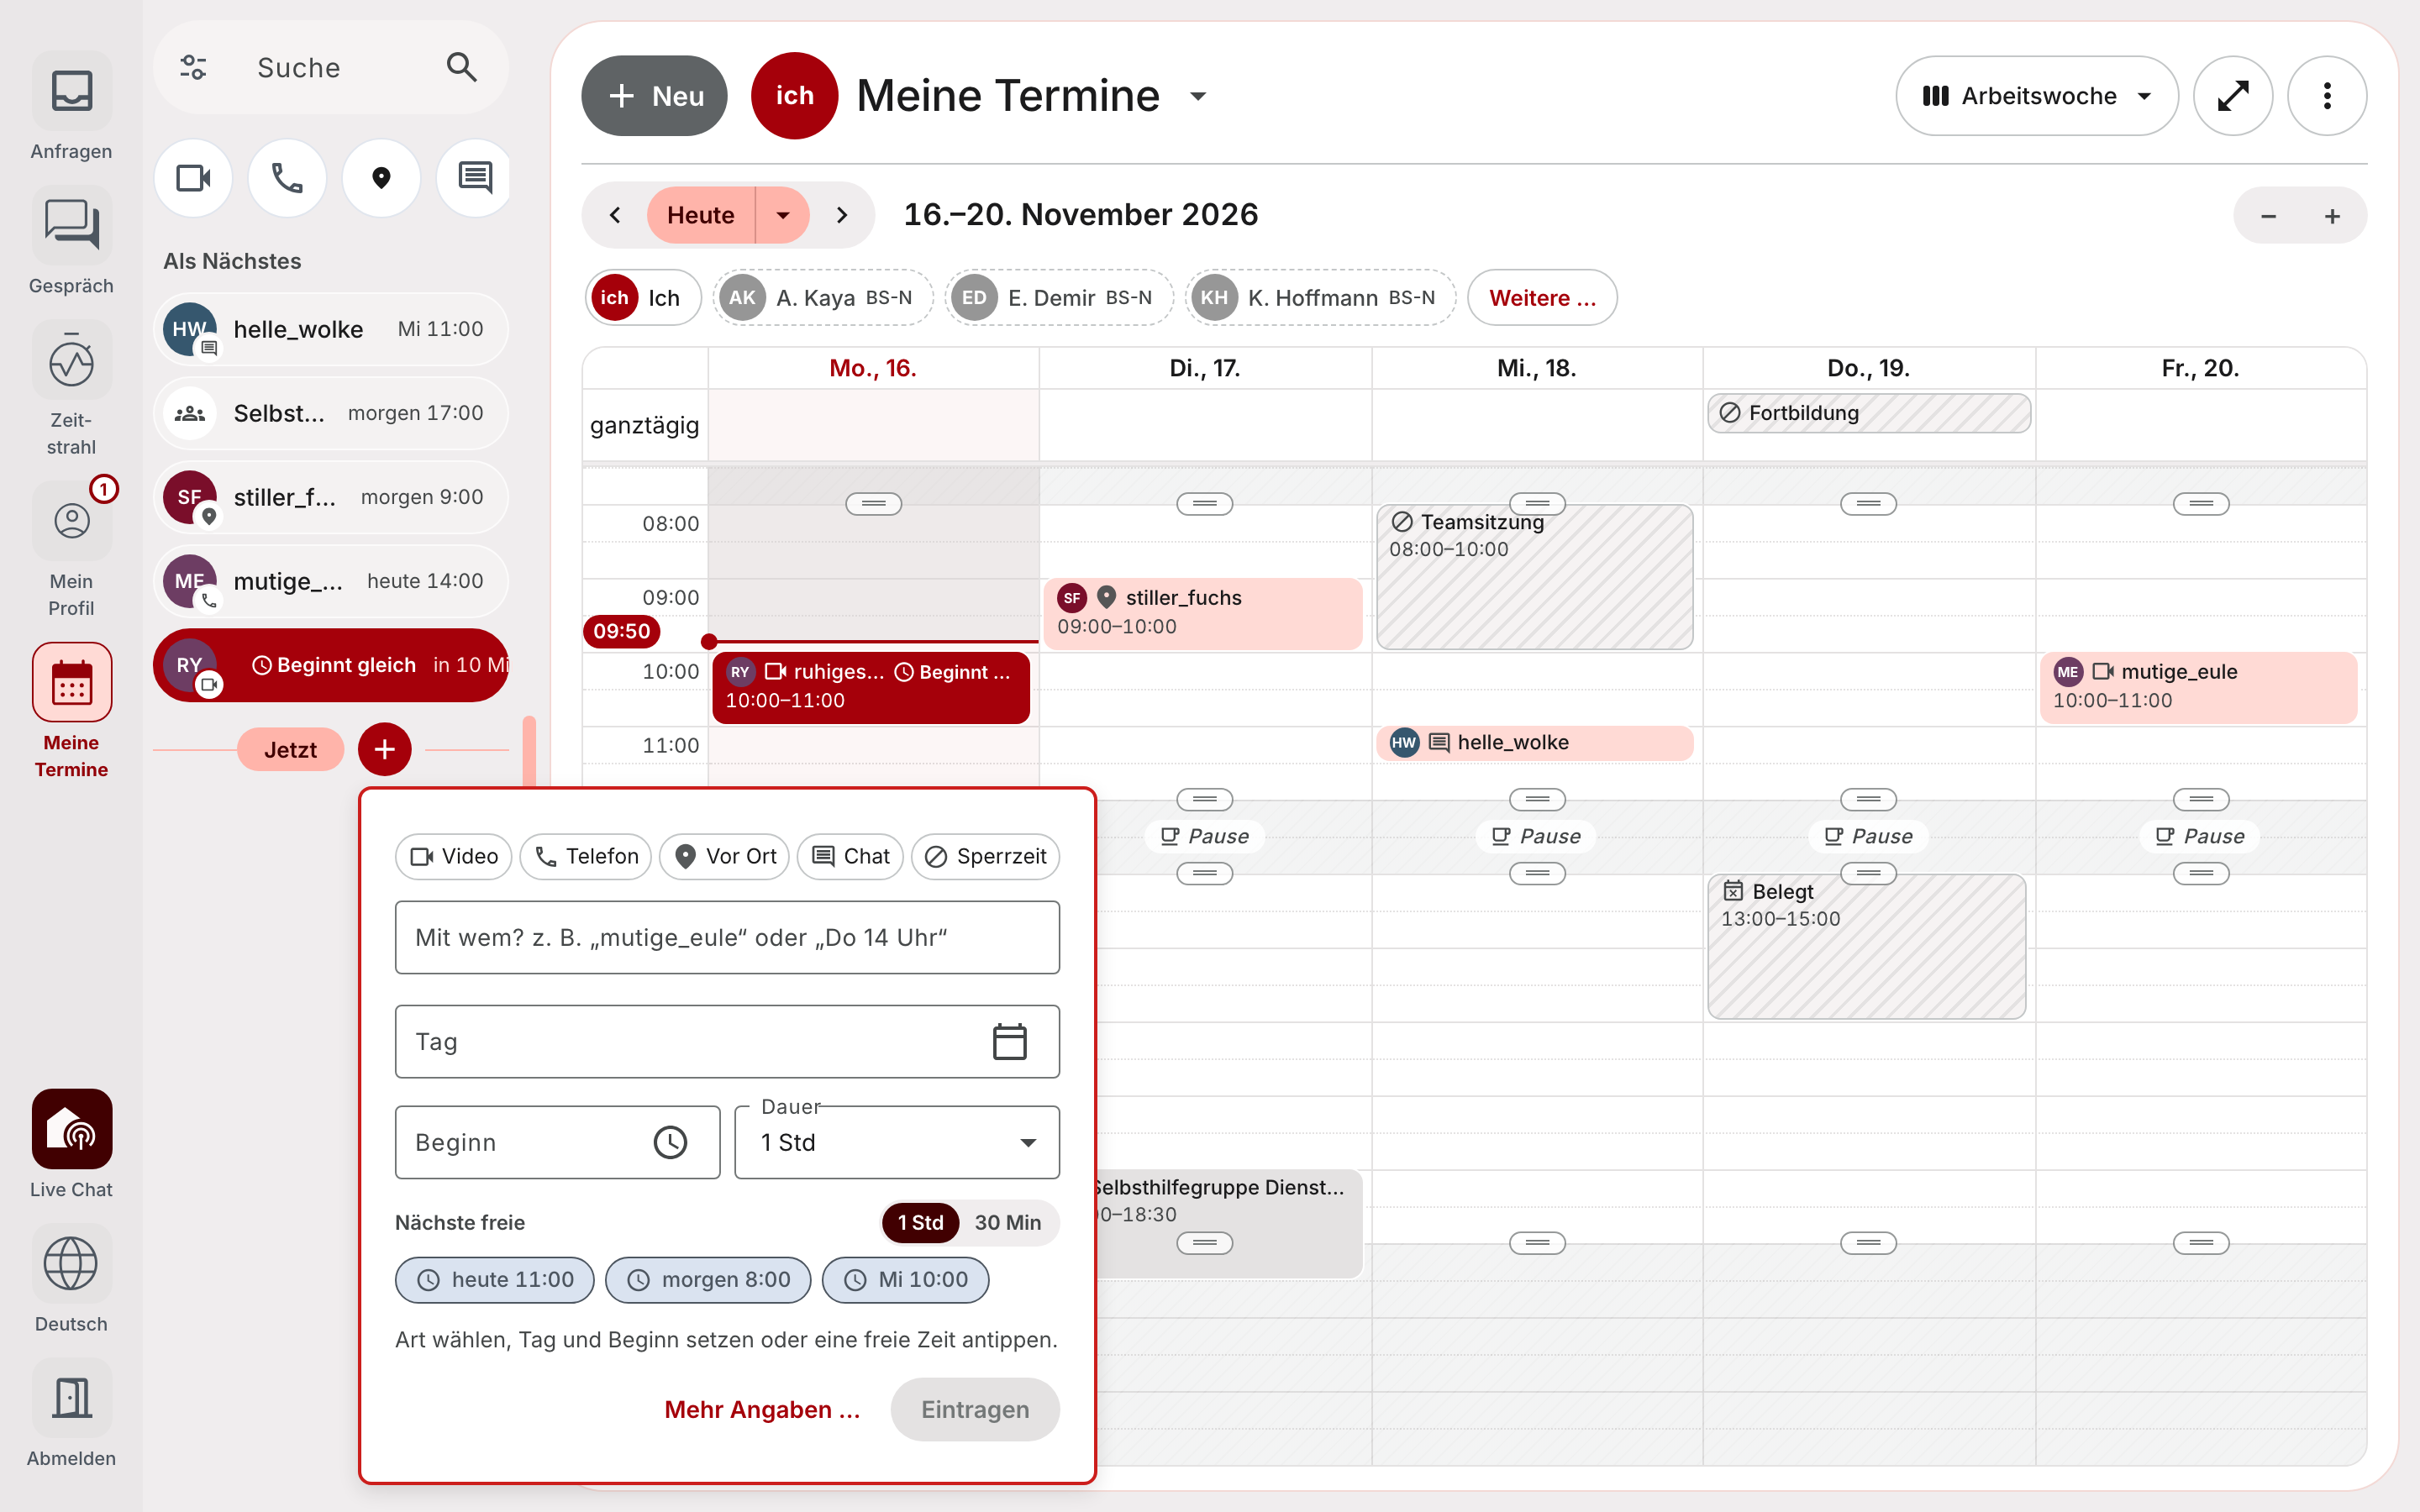 Anfragen
Gespräch
Zeit-
strahl
1
Mein
Profil
Meine
Termine
Live Chat
Deutsch
Abmelden
Suche
Als Nächstes
HW helle_wolke Mi 11:00
Selbst... morgen 17:00
SF stiller_f... morgen 9:00
ME mutige_... heute 14:00
RY Beginnt gleich in 10 Mi
Jetzt
Neu
ich Meine Termine
Arbeitswoche
Heute
16.–20. November 2026
ich Ich
AK A. Kaya BS-N
ED E. Demir BS-N
KH K. Hoffmann BS-N
Weitere ...
Mo., 16. Di., 17. Mi., 18. Do., 19. Fr., 20.
ganztägig
Fortbildung
08:00
09:00
09:50
10:00
11:00
RY ruhiges... Beginnt ...
10:00–11:00
SF stiller_fuchs
09:00–10:00
Teamsitzung
08:00–10:00
HW helle_wolke
ME mutige_eule
10:00–11:00
Pause
Pause
Pause
Pause
Belegt
13:00–15:00
Selbsthilfegruppe Dienst...
00–18:30
Video
Telefon
Vor Ort
Chat
Sperrzeit
Mit wem? z. B. „mutige_eule“ oder „Do 14 Uhr“
Tag
Beginn
Dauer
1 Std
Nächste freie
1 Std
30 Min
heute 11:00
morgen 8:00
Mi 10:00
Art wählen, Tag und Beginn setzen oder eine freie Zeit antippen.
Mehr Angaben ...
Eintragen